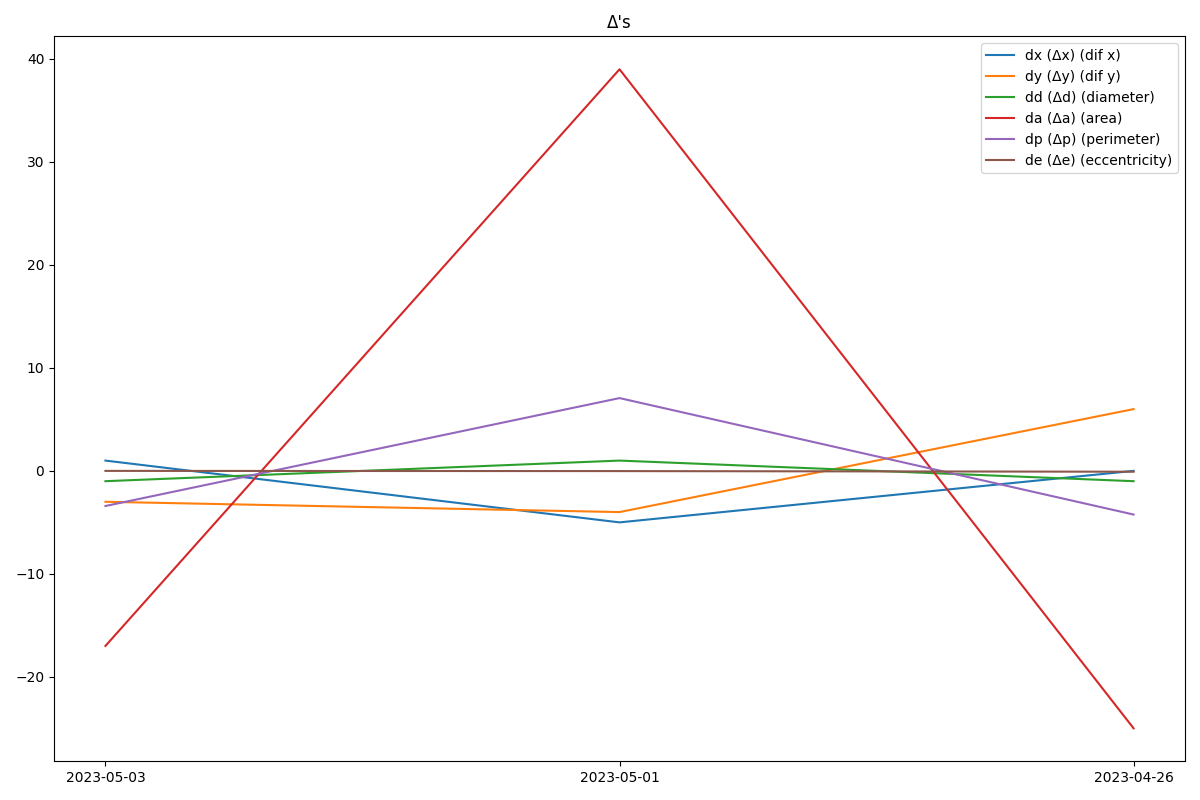 Δ's
40
30
20
10
0
−10
−20
dx (Δx) (dif x)
dy (Δy) (dif y)
dd (Δd) (diameter)
da (Δa) (area)
dp (Δp) (perimeter)
de (Δe) (eccentricity)
2023-05-03
2023-05-01
2023-04-26